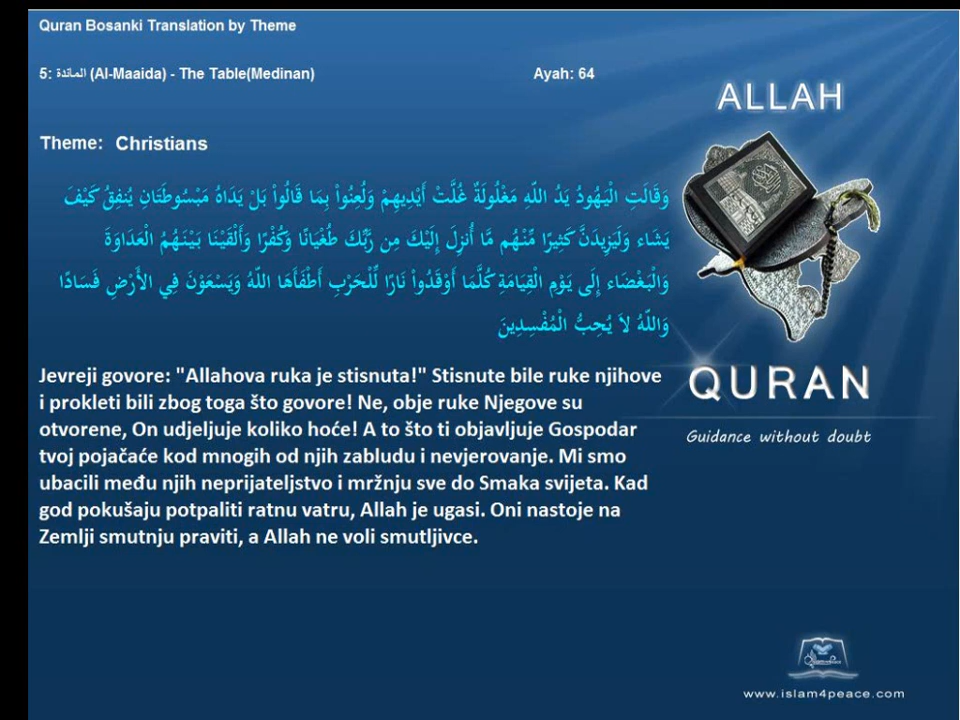 Quran Bosanki Translation by Theme
5: المائدة (Al-Maaida) - The Table(Medinan) Ayah: 64
Theme: Christians
وَقَالَتِ الْيَهُودُ يَدُ اللّهِ مَغْلُولَةٌ غُلَّتْ أَيْدِيهِمْ وَلُعِنُواْ بِمَا قَالُواْ بَلْ يَدَاهُ مَبْسُوطَتَانِ يُنفِقُ كَيْفَ
يَشَاء وَلَيَزِيدَنَّ كَثِيرًا مِّنْهُم مَّا أُنزِلَ إِلَيْكَ مِن رَّبِّكَ طُغْيَانًا وَكُفْرًا وَأَلْقَيْنَا بَيْنَهُمُ الْعَدَاوَةَ
وَالْبَغْضَاء إِلَى يَوْمِ الْقِيَامَةِ كُلَّمَا أَوْقَدُواْ نَارًا لِّلْحَرْبِ أَطْفَأَهَا اللّهُ وَيَسْعَوْنَ فِي الأَرْضِ فَسَادًا
وَاللّهُ لاَ يُحِبُّ الْمُفْسِدِينَ
Jevreji govore: "Allahova ruka je stisnuta!" Stisnute bile ruke njihove
i prokleti bili zbog toga što govore! Ne, obje ruke Njegove su
otvorene, On udjeljuje koliko hoće! A to što ti objavljuje Gospodar
tvoj pojačaće kod mnogih od njih zabludu i nevjerovanje. Mi smo
ubacili među njih neprijateljstvo i mržnju sve do Smaka svijeta. Kad
god pokušaju potpaliti ratnu vatru, Allah je ugasi. Oni nastoje na
Zemlji smutnju praviti, a Allah ne voli smutljivce.
ALLAH
QURAN
Guidance without doubt
www.islam4peace.com